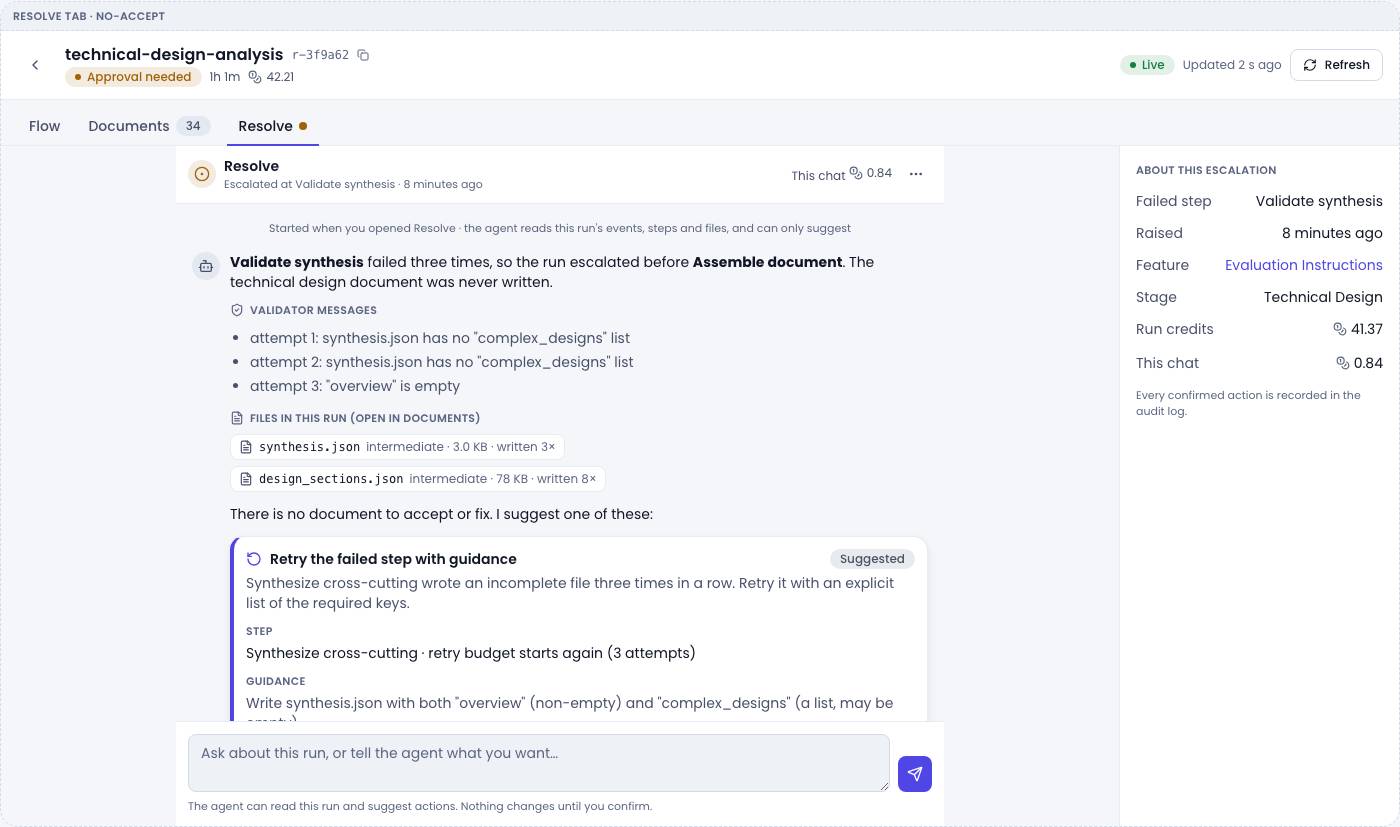 RESOLVE TAB · NO-ACCEPT
technical-design-analysis r-3f9a62
Approval needed 1h 1m 42.21
Live Updated 2 s ago Refresh
Flow Documents 34 Resolve
Resolve
Escalated at Validate synthesis · 8 minutes ago
This chat 0.84
Started when you opened Resolve · the agent reads this run's events, steps and files, and can only suggest
Validate synthesis failed three times, so the run escalated before Assemble document. The
technical design document was never written.
VALIDATOR MESSAGES
• attempt 1: synthesis.json has no "complex_designs" list
• attempt 2: synthesis.json has no "complex_designs" list
• attempt 3: "overview" is empty
FILES IN THIS RUN (OPEN IN DOCUMENTS)
synthesis.json intermediate · 3.0 KB · written 3×
design_sections.json intermediate · 78 KB · written 8×
There is no document to accept or fix. I suggest one of these:
Retry the failed step with guidance Suggested
Synthesize cross-cutting wrote an incomplete file three times in a row. Retry it with an explicit
list of the required keys.
STEP
Synthesize cross-cutting · retry budget starts again (3 attempts)
GUIDANCE
Write synthesis.json with both "overview" (non-empty) and "complex_designs" (a list, may be
empty)
Ask about this run, or tell the agent what you want…
The agent can read this run and suggest actions. Nothing changes until you confirm.
ABOUT THIS ESCALATION
Failed step Validate synthesis
Raised 8 minutes ago
Feature Evaluation Instructions
Stage Technical Design
Run credits 41.37
This chat 0.84
Every confirmed action is recorded in the
audit log.